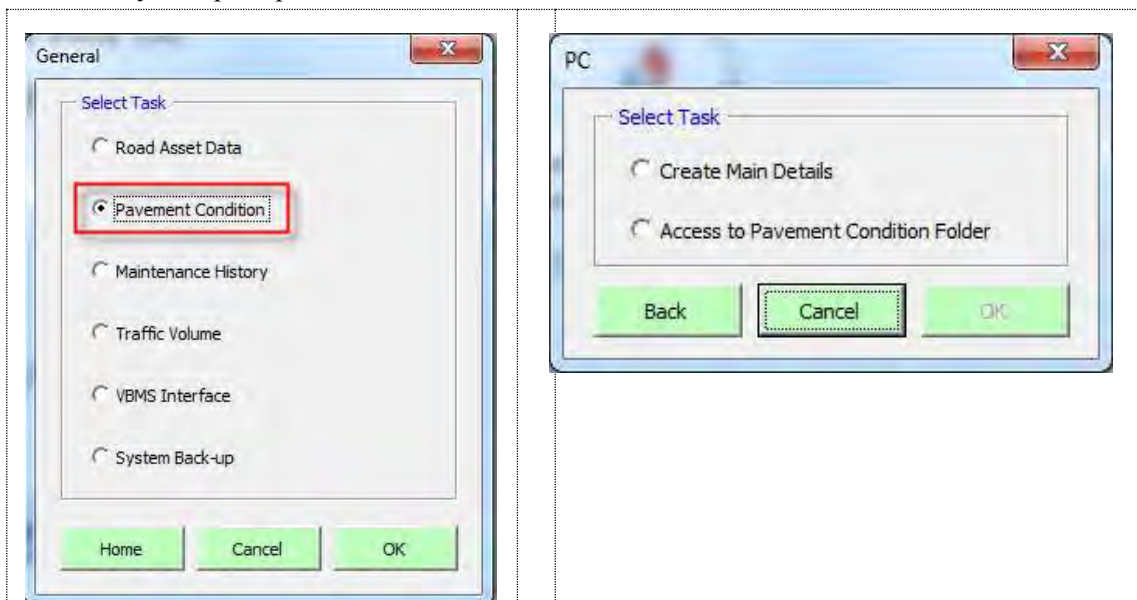 General
Select Task
Road Asset Data
Pavement Condition
Maintenance History
Traffic Volume
VBMS Interface
System Back-up
Home Cancel OK
PC
Select Task
Create Main Details
Access to Pavement Condition Folder
Back Cancel OK